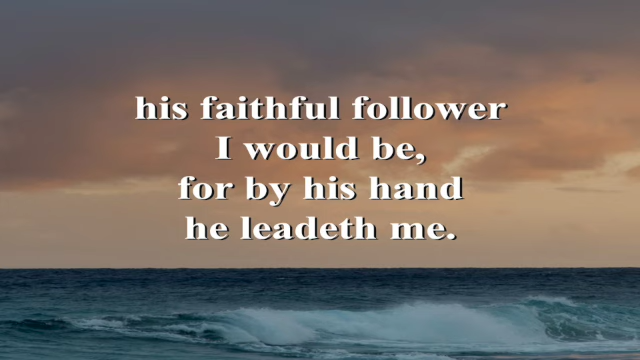 his faithful follower
I would be,
for by his hand
he leadeth me.